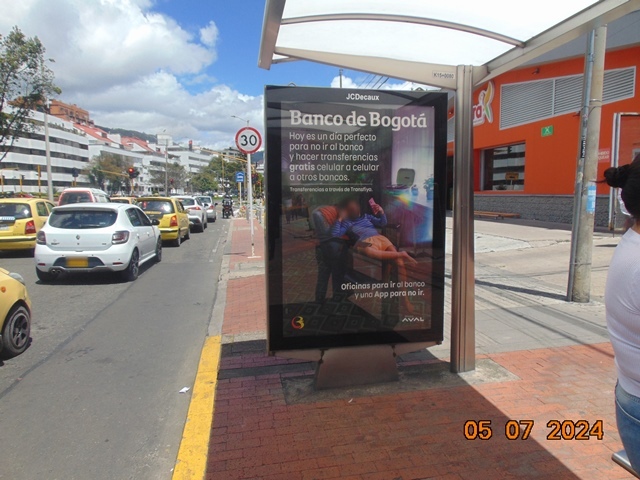 JCDecaux
Banco de Bogotá
Hoy es un día perfecto
para no ir al banco
y hacer transferencias
gratis celular a celular
a otros bancos.
Transferencias a través de Transfiya.
Oficinas para ir al banco
y una App para no ir.
AVAL
30
05 07 2024